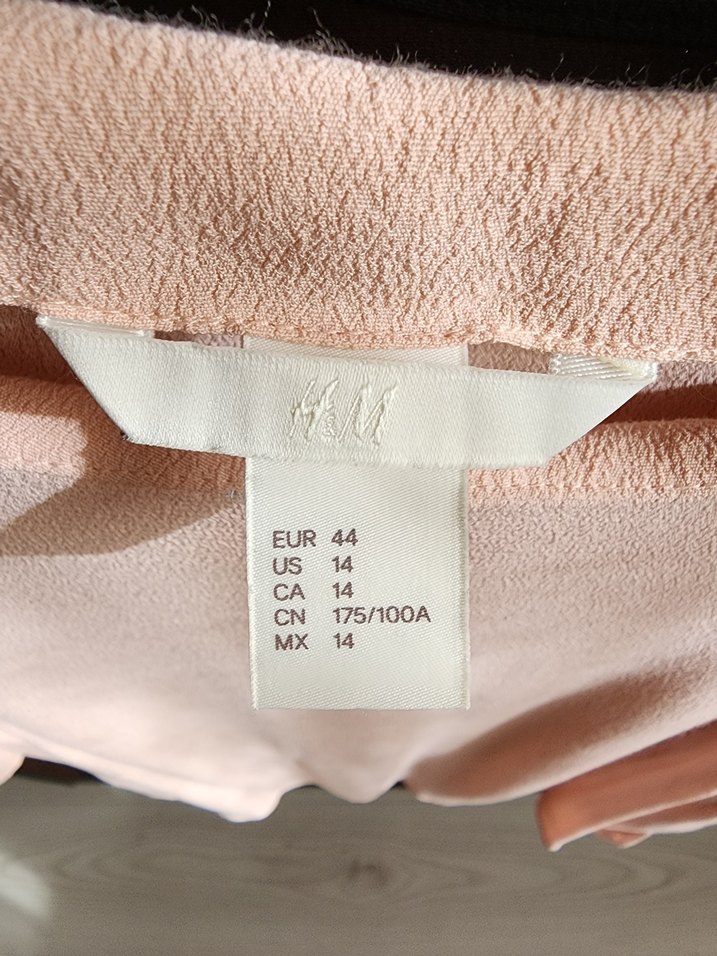 H&M
EUR 44
US 14
CA 14
CN 175/100A
MX 14